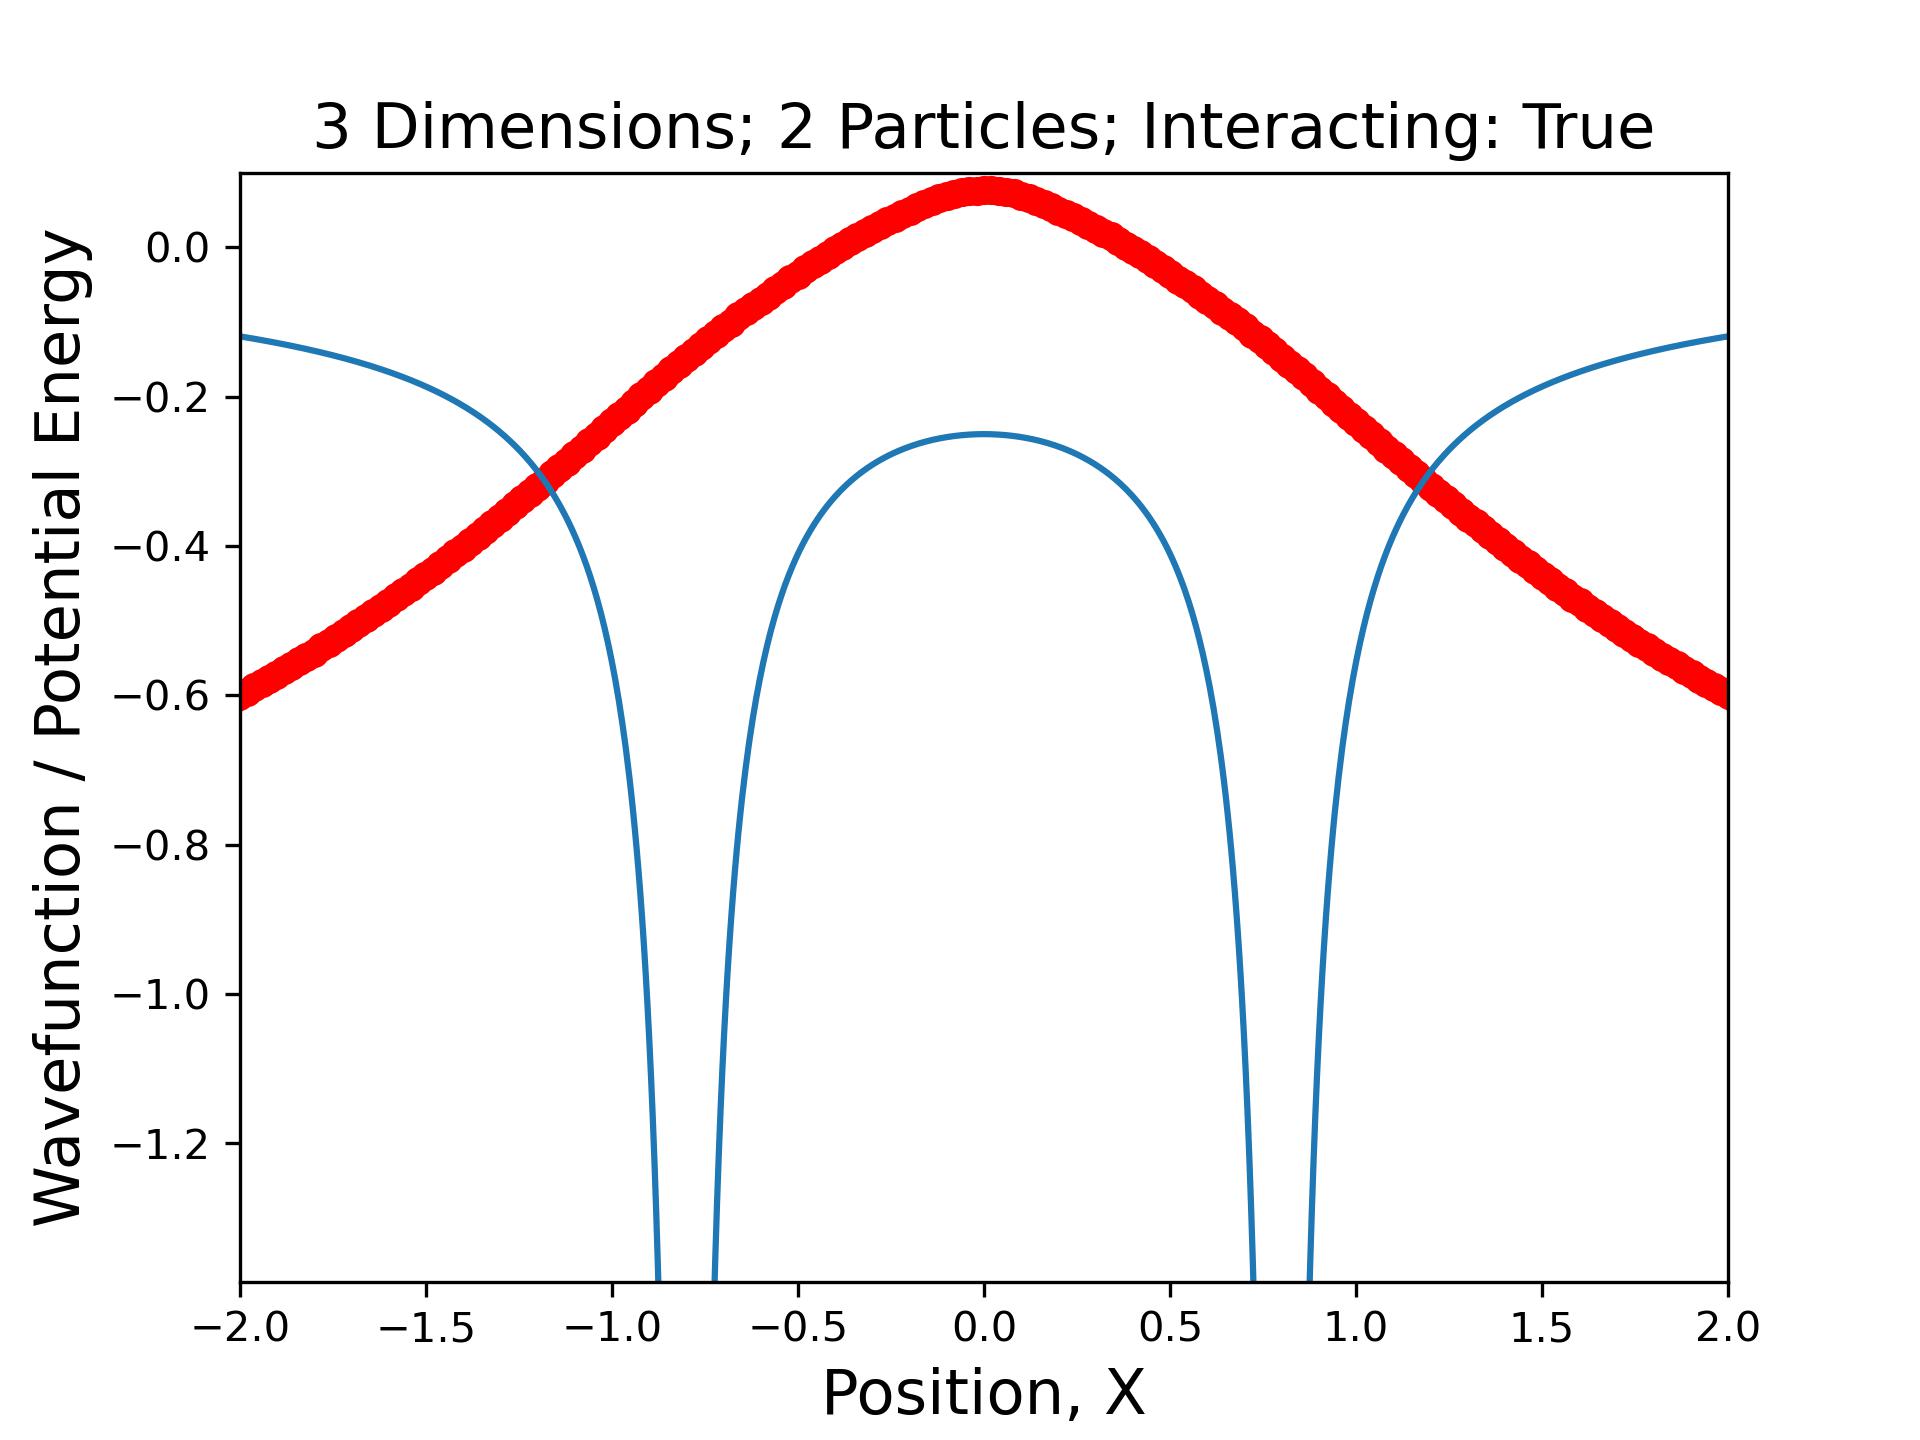 3 Dimensions; 2 Particles; Interacting: True
Wavefunction / Potential Energy
0.0
−0.2
−0.4
−0.6
−0.8
−1.0
−1.2
−2.0 −1.5 −1.0 −0.5 0.0 0.5 1.0 1.5 2.0
Position, X